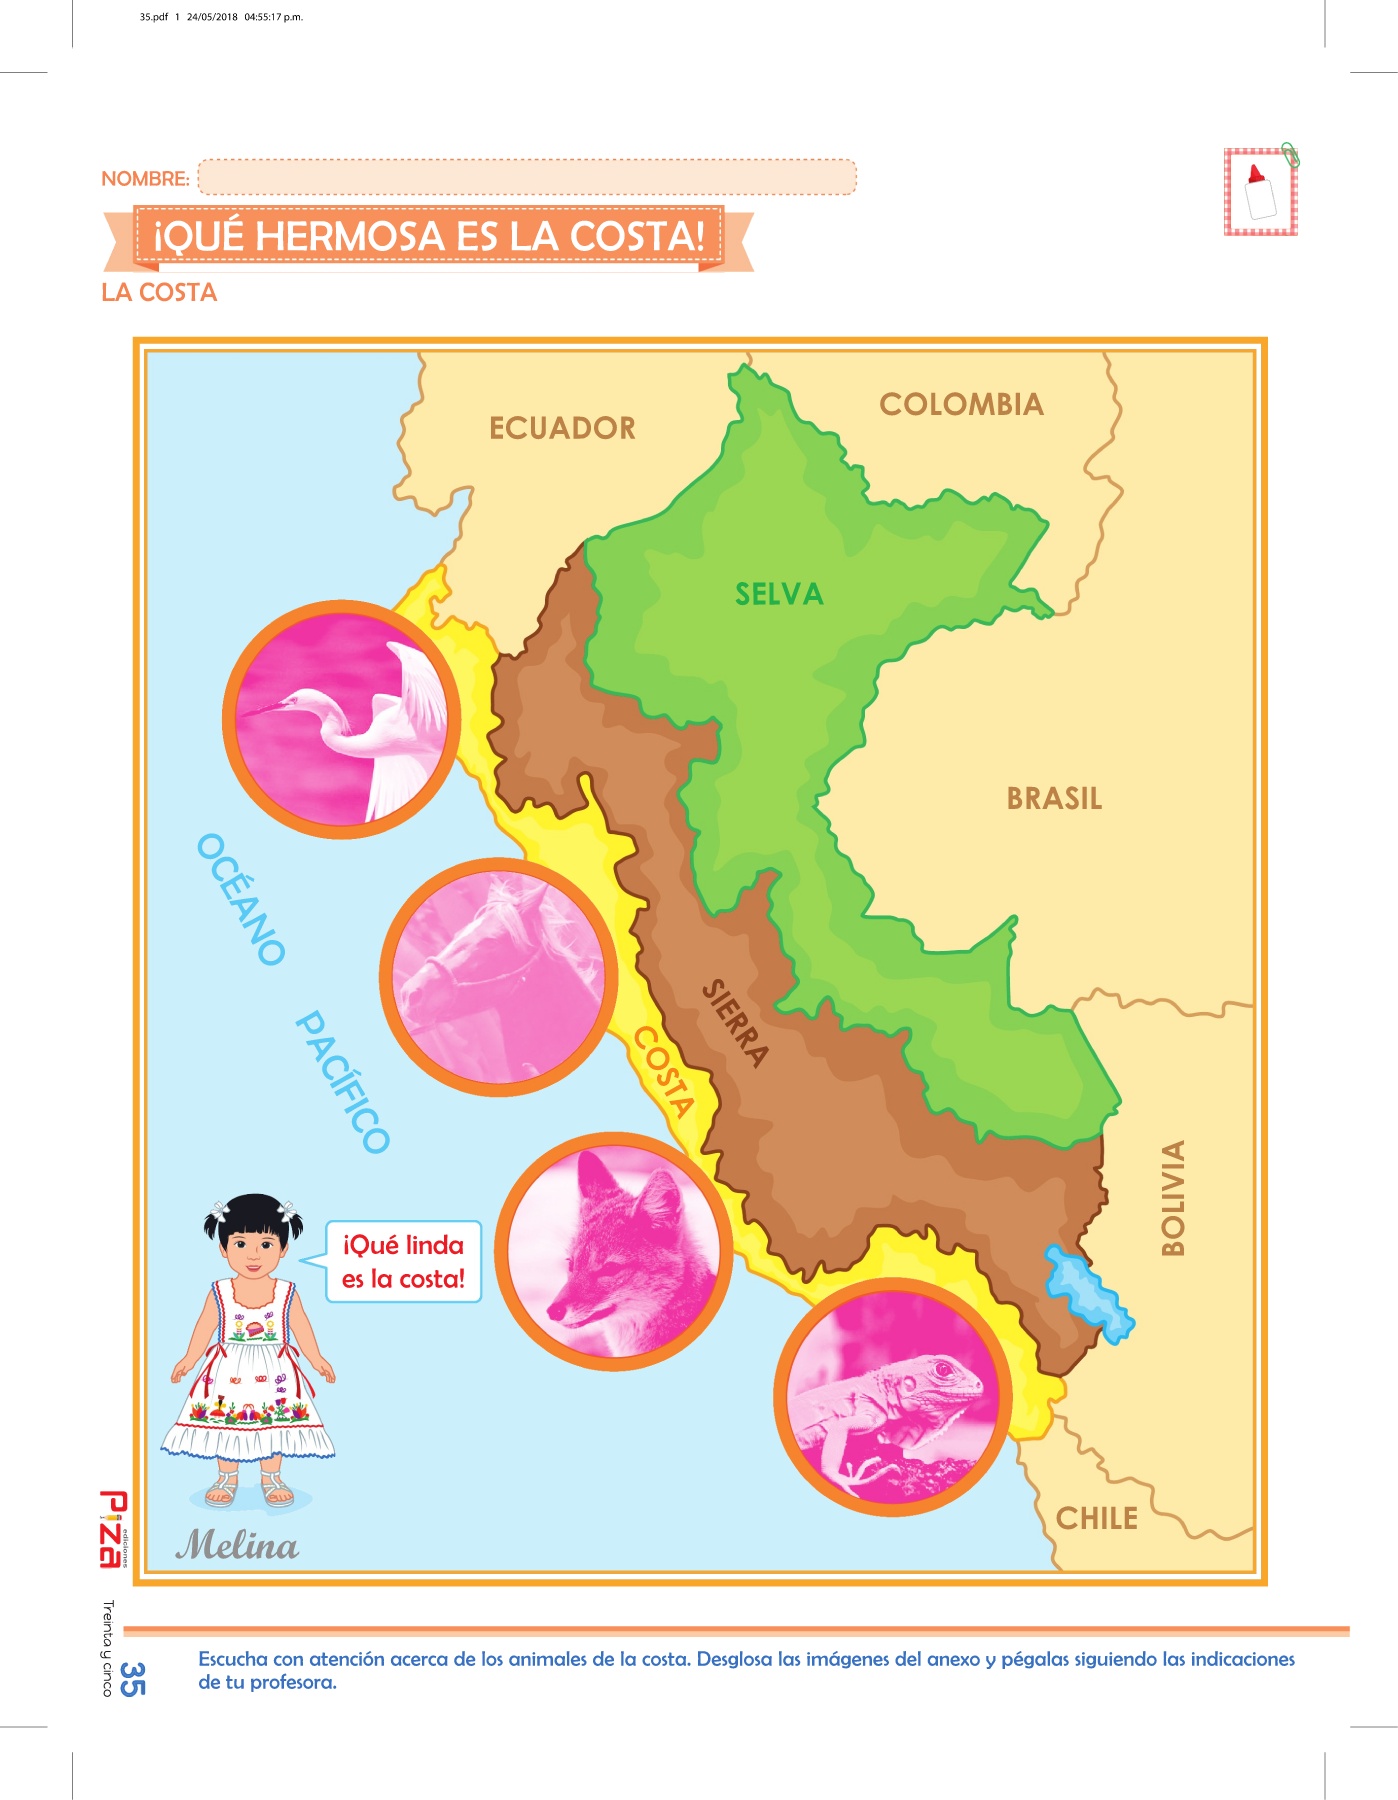 35.pdf 1 24/05/2018 04:55:17 p.m.
NOMBRE:
¡QUÉ HERMOSA ES LA COSTA!
LA COSTA
ECUADOR
COLOMBIA
SELVA
BRASIL
OCÉANO
PACÍFICO
SIERRA
COSTA
BOLIVIA
¡Qué linda
es la costa!
CHILE
Melina
Piza
ediciones
Treinta y cinco
35
Escucha con atención acerca de los animales de la costa. Desglosa las imágenes del anexo y pégalas siguiendo las indicaciones
de tu profesora.